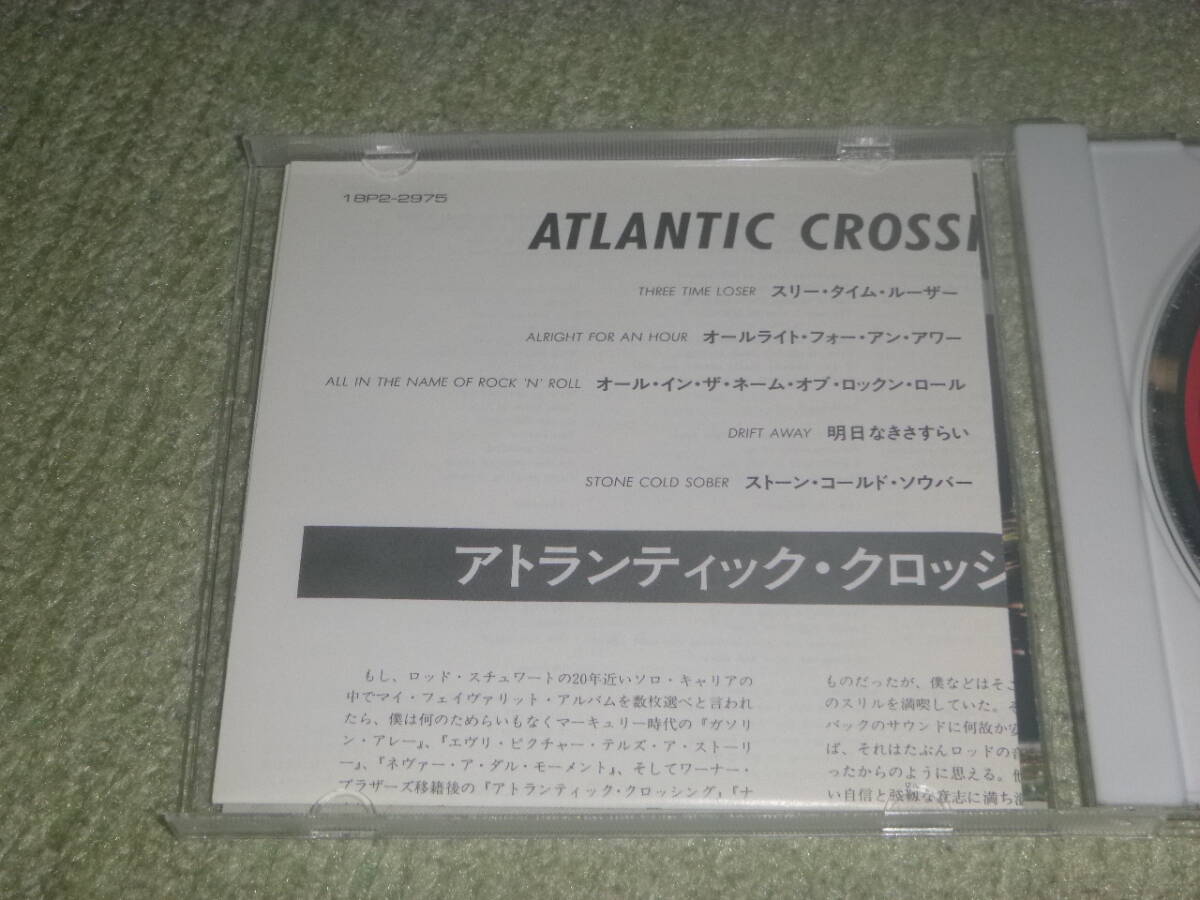 18P2-2975
ATLANTIC CROSSI
THREE TIME LOSER スリー・タイム・ルーザー
ALRIGHT FOR AN HOUR オールライト・フォー・アン・アワー
ALL IN THE NAME OF ROCK 'N' ROLL オール・イン・ザ・ネーム・オブ・ロックン・ロール
DRIFT AWAY 明日なきさすらい
STONE COLD SOBER ストーン・コールド・ソウバー
アトランティック・クロッシ
もし、ロッド・スチュワートの20年近いソロ・キャリアの
中でマイ・フェイヴァリット・アルバムを数枚選べと言われ
たら、僕は何のためらいもなくマーキュリー時代の『ガソリ
ン・アレー』、『エヴリ・ピクチャー・テルズ・ア・ストーリ
ー』、『ネヴァー・ア・ダル・モーメント』、そしてワーナー・
ブラザーズ移籍後の『アトランティック・クロッシング』『ナ
ものだったが、僕などはそこ
のスリルを満喫していた。そ
バックのサウンドに何故か
ば、それはたぶんロッドの音
ったからのように思える。他
い自信と強靱な意志に満ち